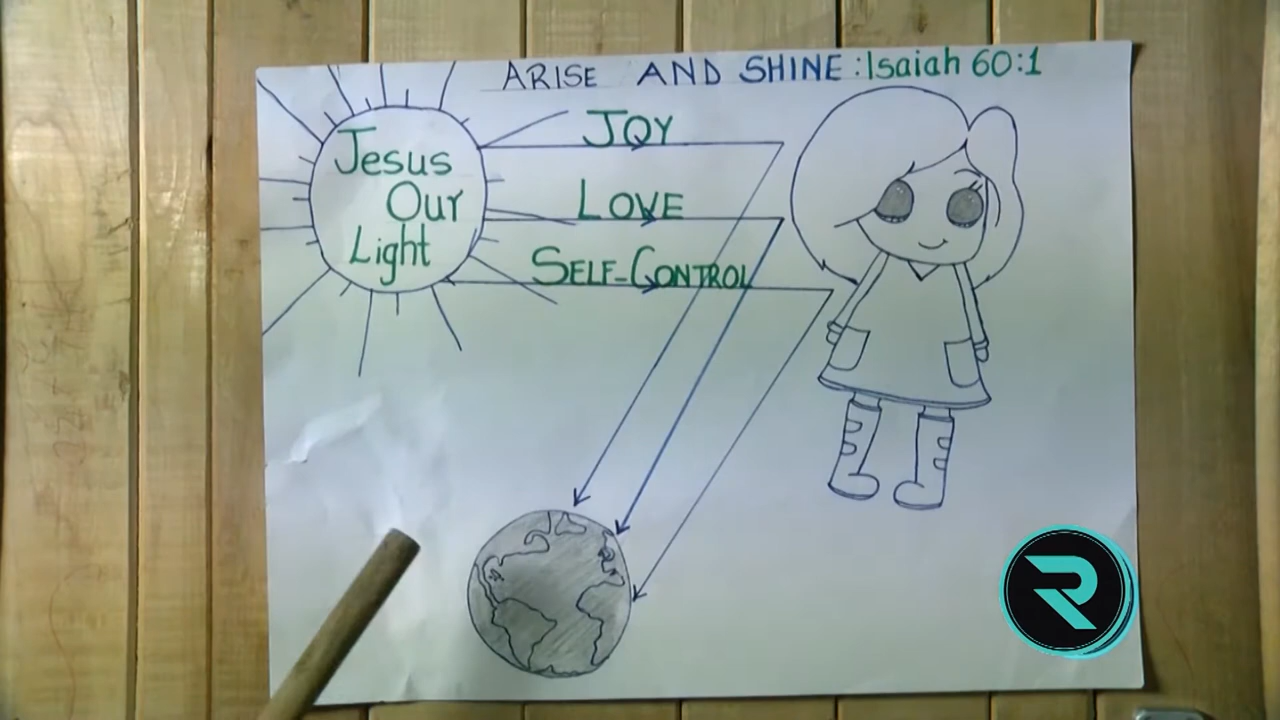 ARISE AND SHINE : Isaiah 60:1
Jesus
Our
Light
JOY
LOVE
SELF-CONTROL
R